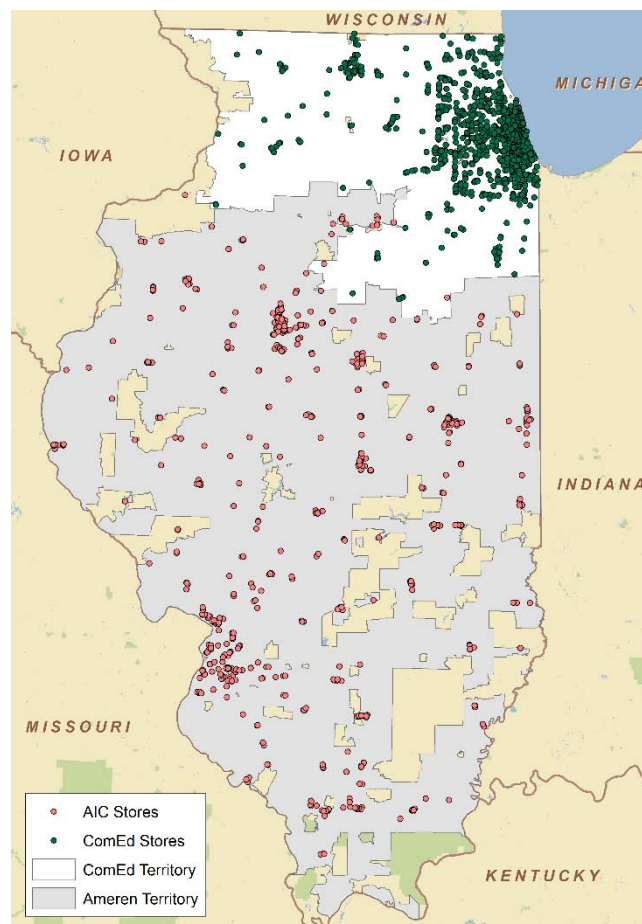 WISCONSIN
MICHIGA
IOWA
INDIANA
MISSOURI
KENTUCKY
AIC Stores
ComEd Stores
ComEd Territory
Ameren Territory